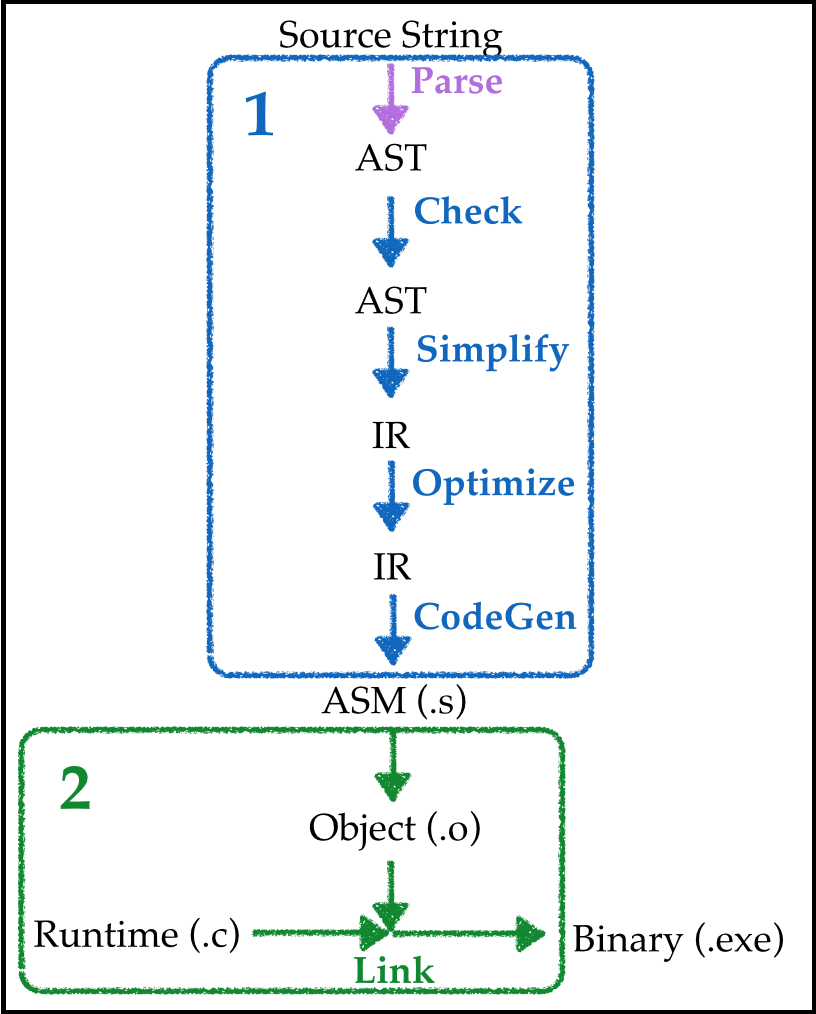 Source String
Parse
1
AST
Check
AST
Simplify
IR
Optimize
IR
CodeGen
ASM (.s)
2
Object (.o)
Runtime (.c)
Binary (.exe)
Link